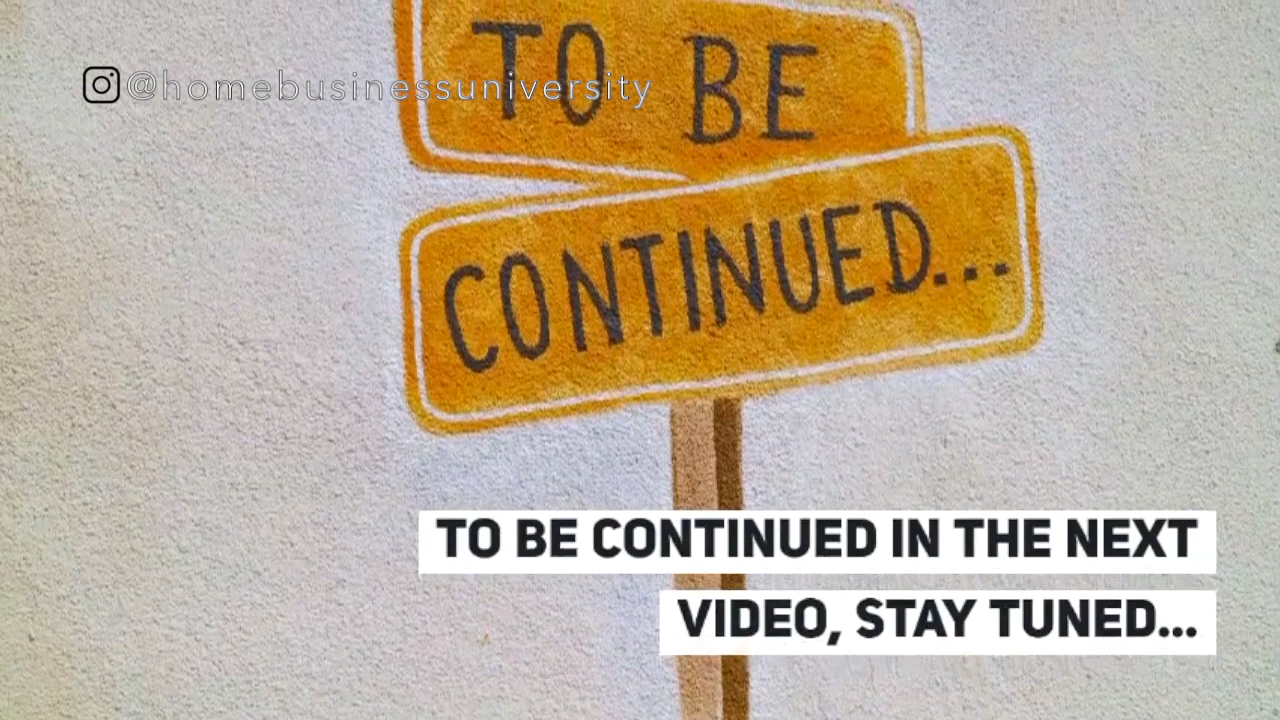 TO BE
@homebusinessuniversity
CONTINUED...
TO BE CONTINUED IN THE NEXT
VIDEO, STAY TUNED...